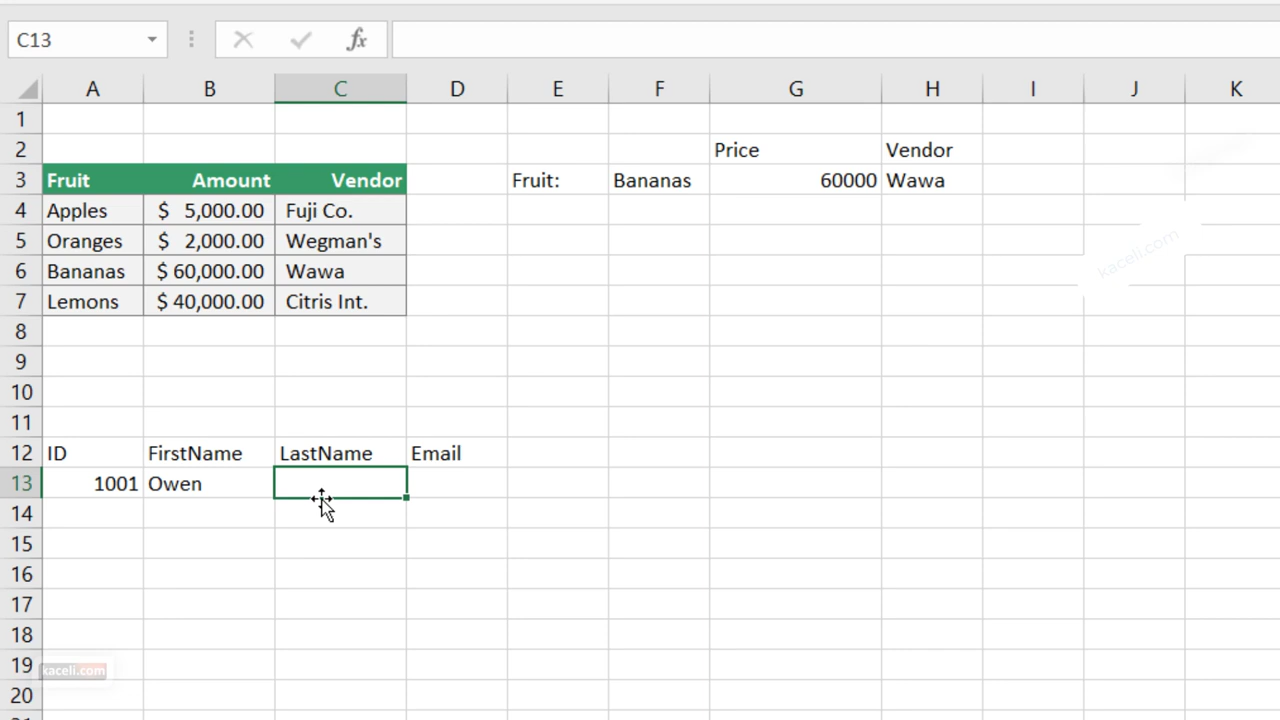 C13 fx
A B C D E F G H I J K
1
2 Price Vendor
3 Fruit Amount Vendor Fruit: Bananas 60000 Wawa
4 Apples $ 5,000.00 Fuji Co.
5 Oranges $ 2,000.00 Wegman's
kaceli.com
6 Bananas $ 60,000.00 Wawa
7 Lemons $ 40,000.00 Citris Int.
8
9
10
11
12 ID FirstName LastName Email
13 1001 Owen
14
15
16
17
18
19
kaceli.com
20